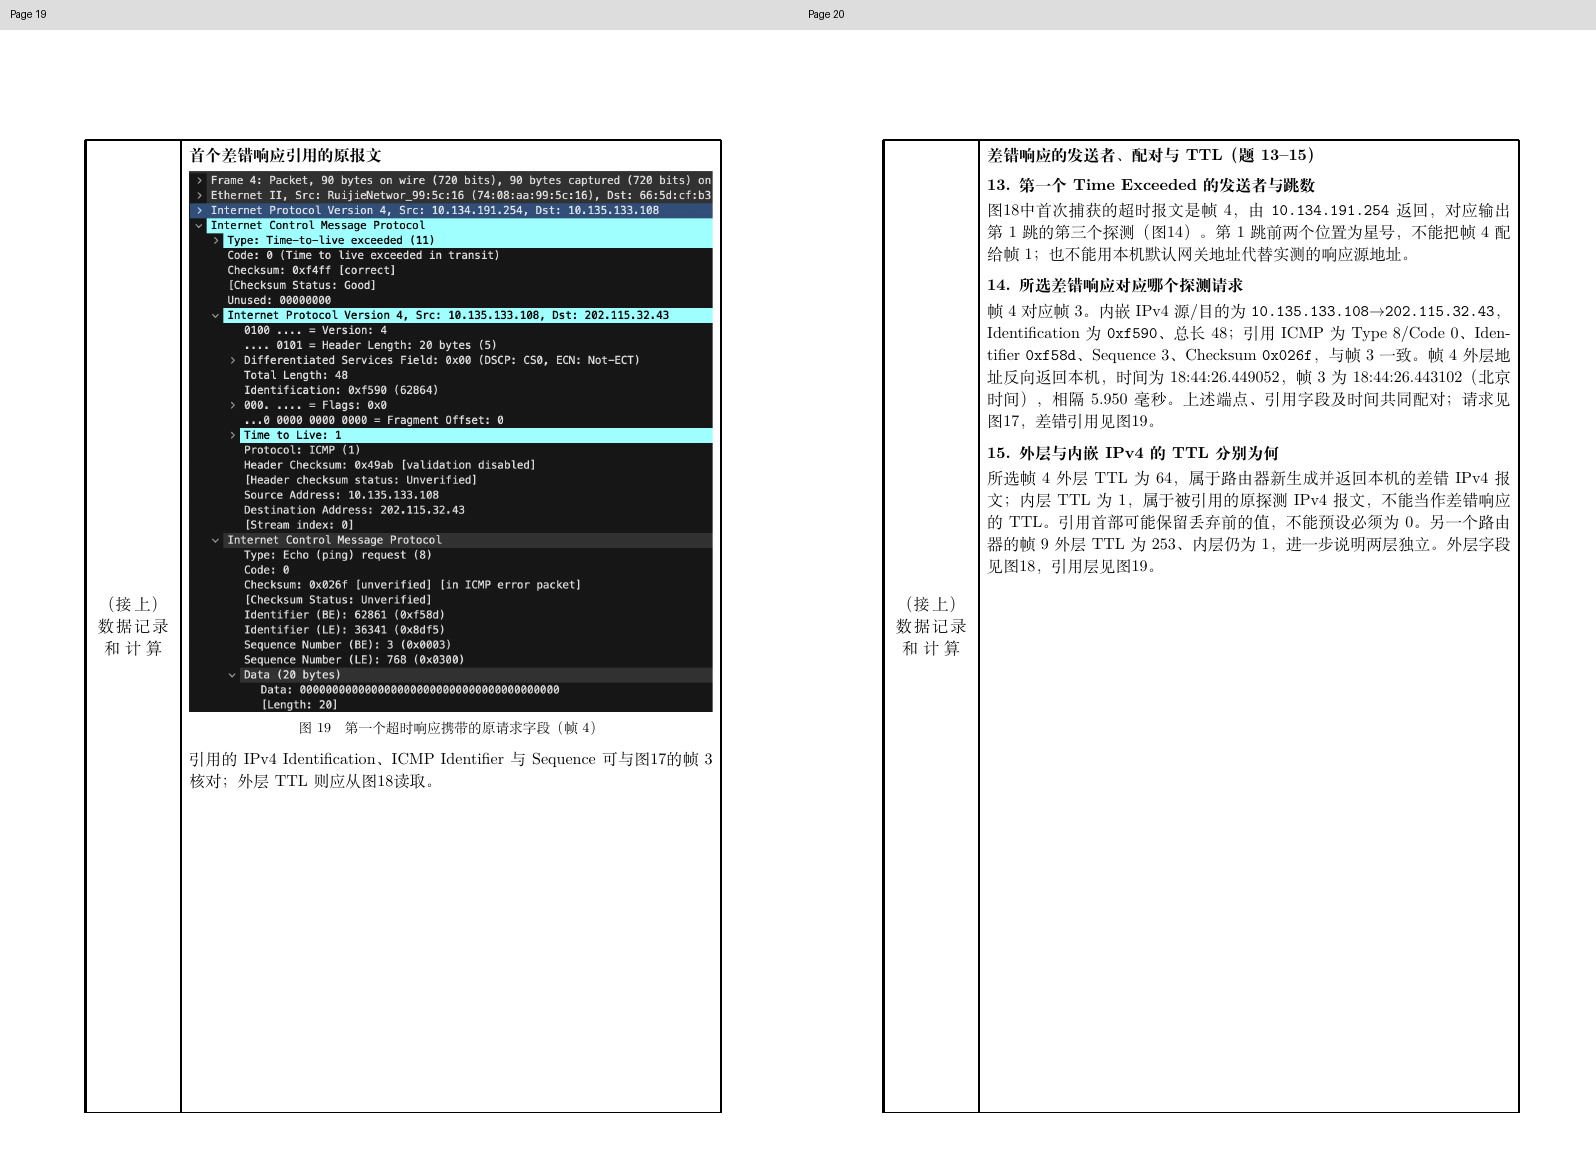 Page 19
首个差错响应引用的原报文
Frame 4: Packet, 90 bytes on wire (720 bits), 90 bytes captured (720 bits) on
Ethernet II, Src: RuijieNetwor_99:5c:16 (74:08:aa:99:5c:16), Dst: 66:5d:cf:b3
Internet Protocol Version 4, Src: 10.134.191.254, Dst: 10.135.133.108
Internet Control Message Protocol
Type: Time-to-live exceeded (11)
Code: 0 (Time to live exceeded in transit)
Checksum: 0xf4ff [correct]
[Checksum Status: Good]
Unused: 00000000
Internet Protocol Version 4, Src: 10.135.133.108, Dst: 202.115.32.43
0100 .... = Version: 4
.... 0101 = Header Length: 20 bytes (5)
Differentiated Services Field: 0x00 (DSCP: CS0, ECN: Not-ECT)
Total Length: 48
Identification: 0xf590 (62864)
000. .... = Flags: 0x0
...0 0000 0000 0000 = Fragment Offset: 0
Time to Live: 1
Protocol: ICMP (1)
Header Checksum: 0x49ab [validation disabled]
[Header checksum status: Unverified]
Source Address: 10.135.133.108
Destination Address: 202.115.32.43
[Stream index: 0]
Internet Control Message Protocol
Type: Echo (ping) request (8)
Code: 0
Checksum: 0x026f [unverified] [in ICMP error packet]
[Checksum Status: Unverified]
Identifier (BE): 62861 (0xf58d)
Identifier (LE): 36341 (0x8df5)
Sequence Number (BE): 3 (0x0003)
Sequence Number (LE): 768 (0x0300)
Data (20 bytes)
Data: 0000000000000000000000000000000000000000
[Length: 20]
图 19 第一个超时响应携带的原请求字段（帧 4）
引用的 IPv4 Identification、ICMP Identifier 与 Sequence 可与图17的帧 3
核对；外层 TTL 则应从图18读取。
（接上）
数据记录
和计算
Page 20
差错响应的发送者、配对与 TTL（题 13–15）
13. 第一个 Time Exceeded 的发送者与跳数
图18中首次捕获的超时报文是帧 4，由 10.134.191.254 返回，对应输出
第 1 跳的第三个探测（图14）。第 1 跳前两个位置为星号，不能把帧 4 配
给帧 1；也不能用本机默认网关地址代替实测的响应源地址。
14. 所选差错响应对应哪个探测请求
帧 4 对应帧 3。内嵌 IPv4 源/目的为 10.135.133.108→202.115.32.43，
Identification 为 0xf590、总长 48；引用 ICMP 为 Type 8/Code 0、Iden-
tifier 0xf58d、Sequence 3、Checksum 0x026f，与帧 3 一致。帧 4 外层地
址反向返回本机，时间为 18:44:26.449052，帧 3 为 18:44:26.443102（北京
时间），相隔 5.950 毫秒。上述端点、引用字段及时间共同配对；请求见
图17，差错引用见图19。
15. 外层与内嵌 IPv4 的 TTL 分别为何
所选帧 4 外层 TTL 为 64，属于路由器新生成并返回本机的差错 IPv4 报
文；内层 TTL 为 1，属于被引用的原探测 IPv4 报文，不能当作差错响应
的 TTL。引用首部可能保留丢弃前的值，不能预设必须为 0。另一个路由
器的帧 9 外层 TTL 为 253、内层仍为 1，进一步说明两层独立。外层字段
见图18，引用层见图19。
（接上）
数据记录
和计算